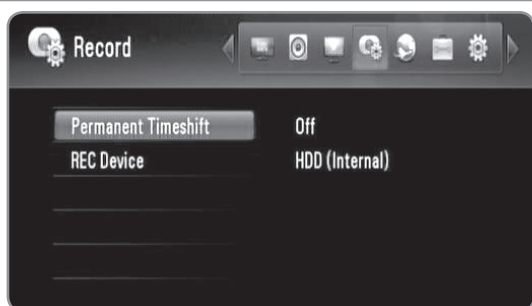 Record
Permanent Timeshift Off
REC Device HDD (Internal)